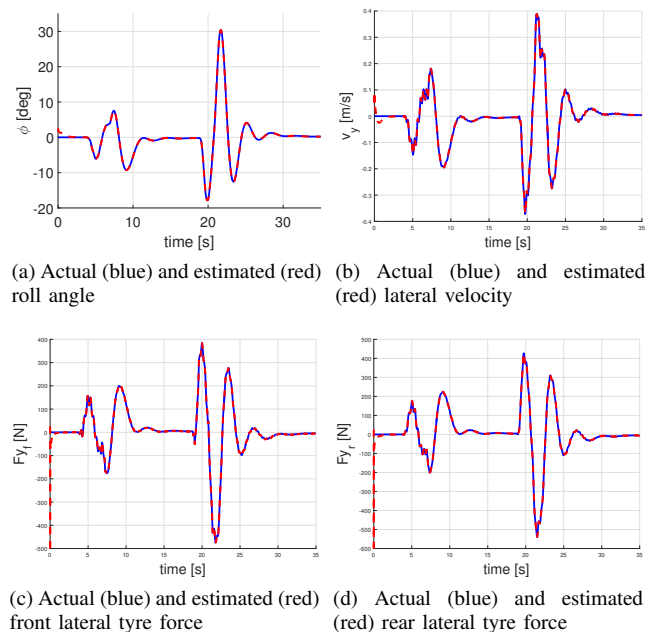 30
20
10
0
-10
-20
ϕ [deg]
0 10 20 30
time [s]
0.4
0.3
0.2
0.1
0
-0.1
-0.2
-0.3
-0.4
v_y [m/s]
0 5 10 15 20 25 30 35
time [s]
(a) Actual (blue) and estimated (red)
roll angle
(b) Actual (blue) and estimated
(red) lateral velocity
400
300
200
100
0
-100
-200
-300
-400
-500
Fy_f [N]
0 5 10 15 20 25 30 35
time [s]
500
400
300
200
100
0
-100
-200
-300
-400
-500
-600
Fy_r [N]
0 5 10 15 20 25 30 35
time [s]
(c) Actual (blue) and estimated (red)
front lateral tyre force
(d) Actual (blue) and estimated
(red) rear lateral tyre force